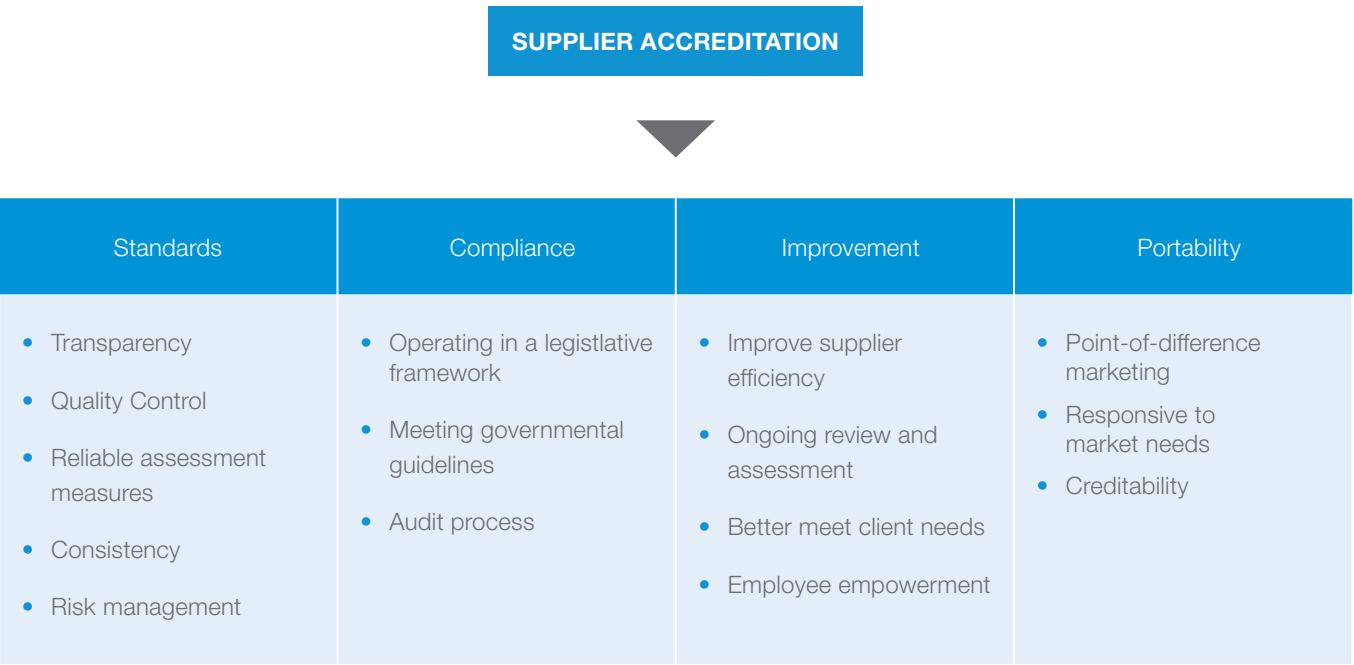 SUPPLIER ACCREDITATION
Standards
Compliance
Improvement
Portability
• Transparency
• Quality Control
• Reliable assessment
measures
• Consistency
• Risk management
• Operating in a legistlative
framework
• Meeting governmental
guidelines
• Audit process
• Improve supplier
efficiency
• Ongoing review and
assessment
• Better meet client needs
• Employee empowerment
• Point-of-difference
marketing
• Responsive to
market needs
• Creditability